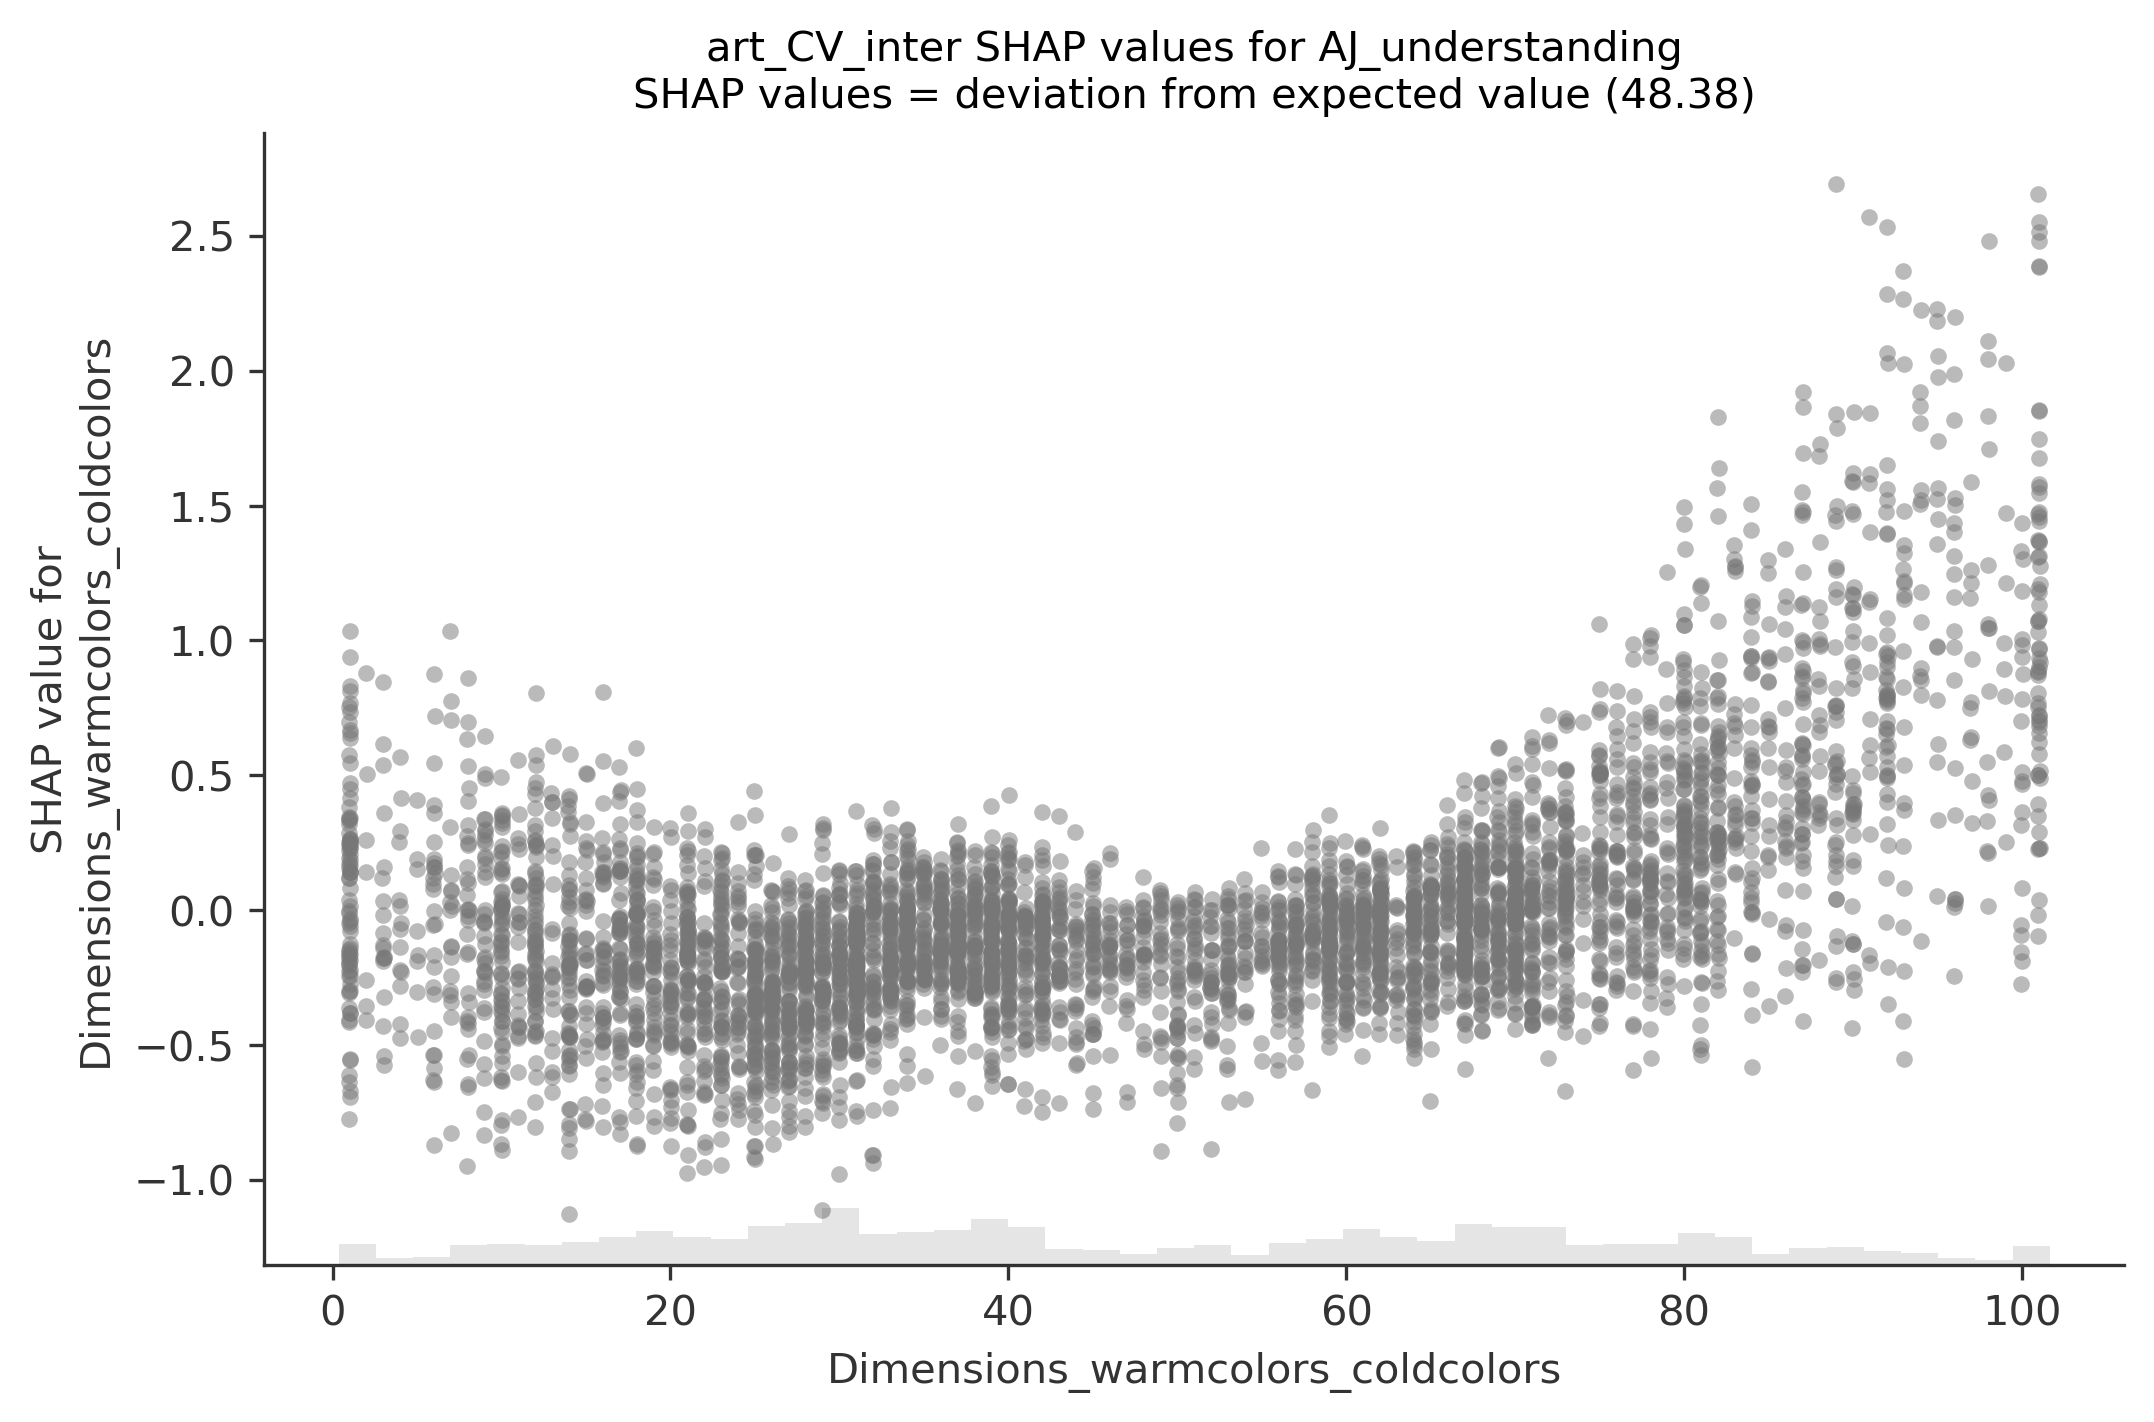 art_CV_inter SHAP values for AJ_understanding
SHAP values = deviation from expected value (48.38)
SHAP value for
Dimensions_warmcolors_coldcolors
2.5
2.0
1.5
1.0
0.5
0.0
−0.5
−1.0
0
20
40
60
80
100
Dimensions_warmcolors_coldcolors